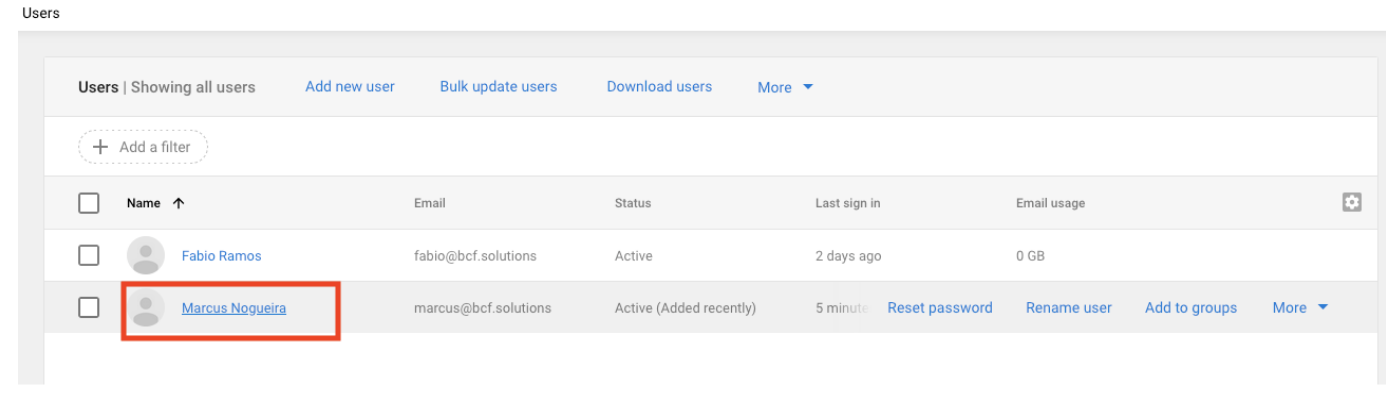 Users
Users | Showing all users Add new user Bulk update users Download users More
Add a filter
Name Email Status Last sign in Email usage
Fabio Ramos fabio@bcf.solutions Active 2 days ago 0 GB
Marcus Nogueira marcus@bcf.solutions Active (Added recently) 5 minute Reset password Rename user Add to groups More